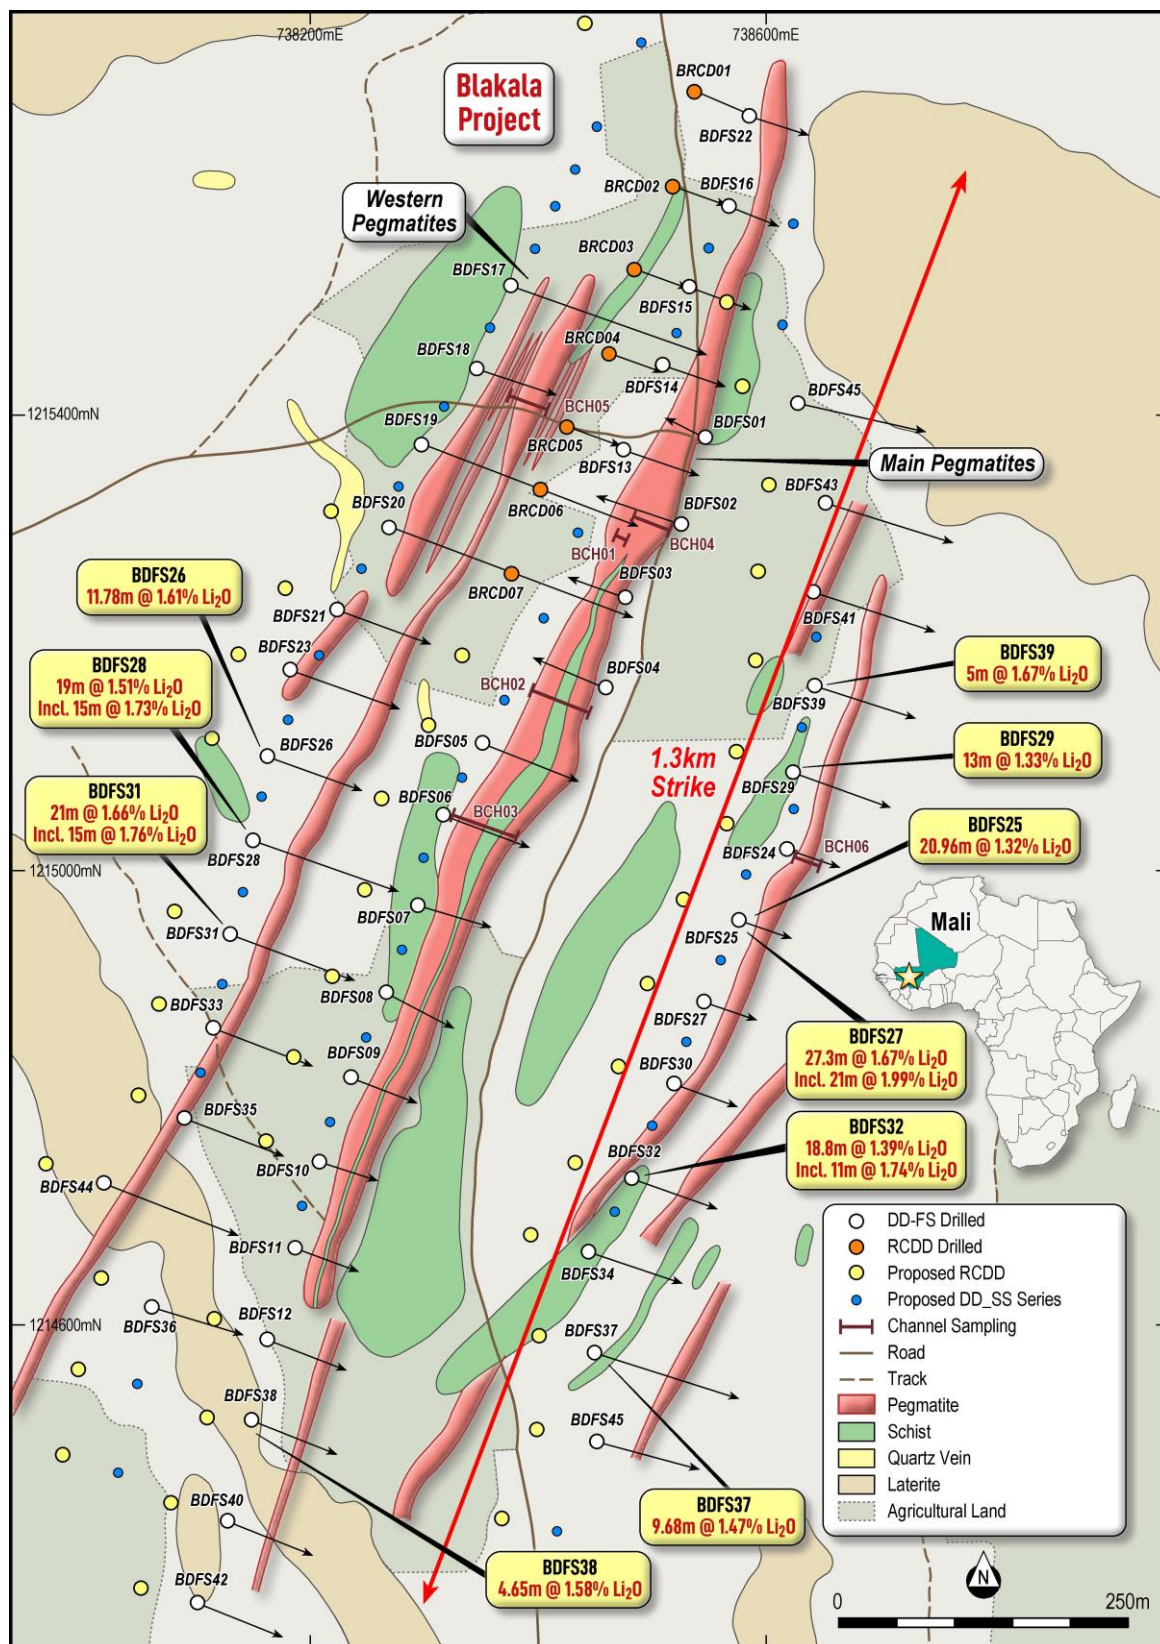 738200mE
738600mE
Blakala
Project
BRCD01
BDFS22
Western
Pegmatites
BRCD02
BDFS16
BRCD03
BDFS17
BDFS15
BRCD04
BDFS18
BDFS14
BDFS45
1215400mN
BCH05
BDFS19
BRCD05
BDFS01
BDFS13
Main Pegmatites
BRCD06
BDFS02
BDFS43
BDFS20
BCH01
BCH04
BDFS26
11.78m @ 1.61% Li₂O
BDFS03
BRCD07
BDFS21
BDFS41
BDFS23
BDFS04
BDFS39
5m @ 1.67% Li₂O
BDFS28
19m @ 1.51% Li₂O
Incl. 15m @ 1.73% Li₂O
BCH02
BDFS39
BDFS26
BDFS05
1.3km
Strike
BDFS29
13m @ 1.33% Li₂O
BDFS29
BDFS31
21m @ 1.66% Li₂O
Incl. 15m @ 1.76% Li₂O
BDFS06
BCH03
BDFS28
BDFS24
BCH06
BDFS25
20.96m @ 1.32% Li₂O
1215000mN
BDFS07
BDFS31
BDFS25
Mali
BDFS08
BDFS33
BDFS27
BDFS27
27.3m @ 1.67% Li₂O
Incl. 21m @ 1.99% Li₂O
BDFS09
BDFS30
BDFS35
BDFS32
18.8m @ 1.39% Li₂O
Incl. 11m @ 1.74% Li₂O
BDFS10
BDFS32
BDFS44
BDFS11
BDFS34
DD-FS Drilled
RCDD Drilled
Proposed RCDD
Proposed DD_SS Series
Channel Sampling
Road
Track
Pegmatite
Schist
Quartz Vein
Laterite
Agricultural Land
1214600mN
BDFS36
BDFS12
BDFS37
BDFS38
BDFS45
BDFS40
BDFS37
9.68m @ 1.47% Li₂O
BDFS38
4.65m @ 1.58% Li₂O
BDFS42
N
0
250m